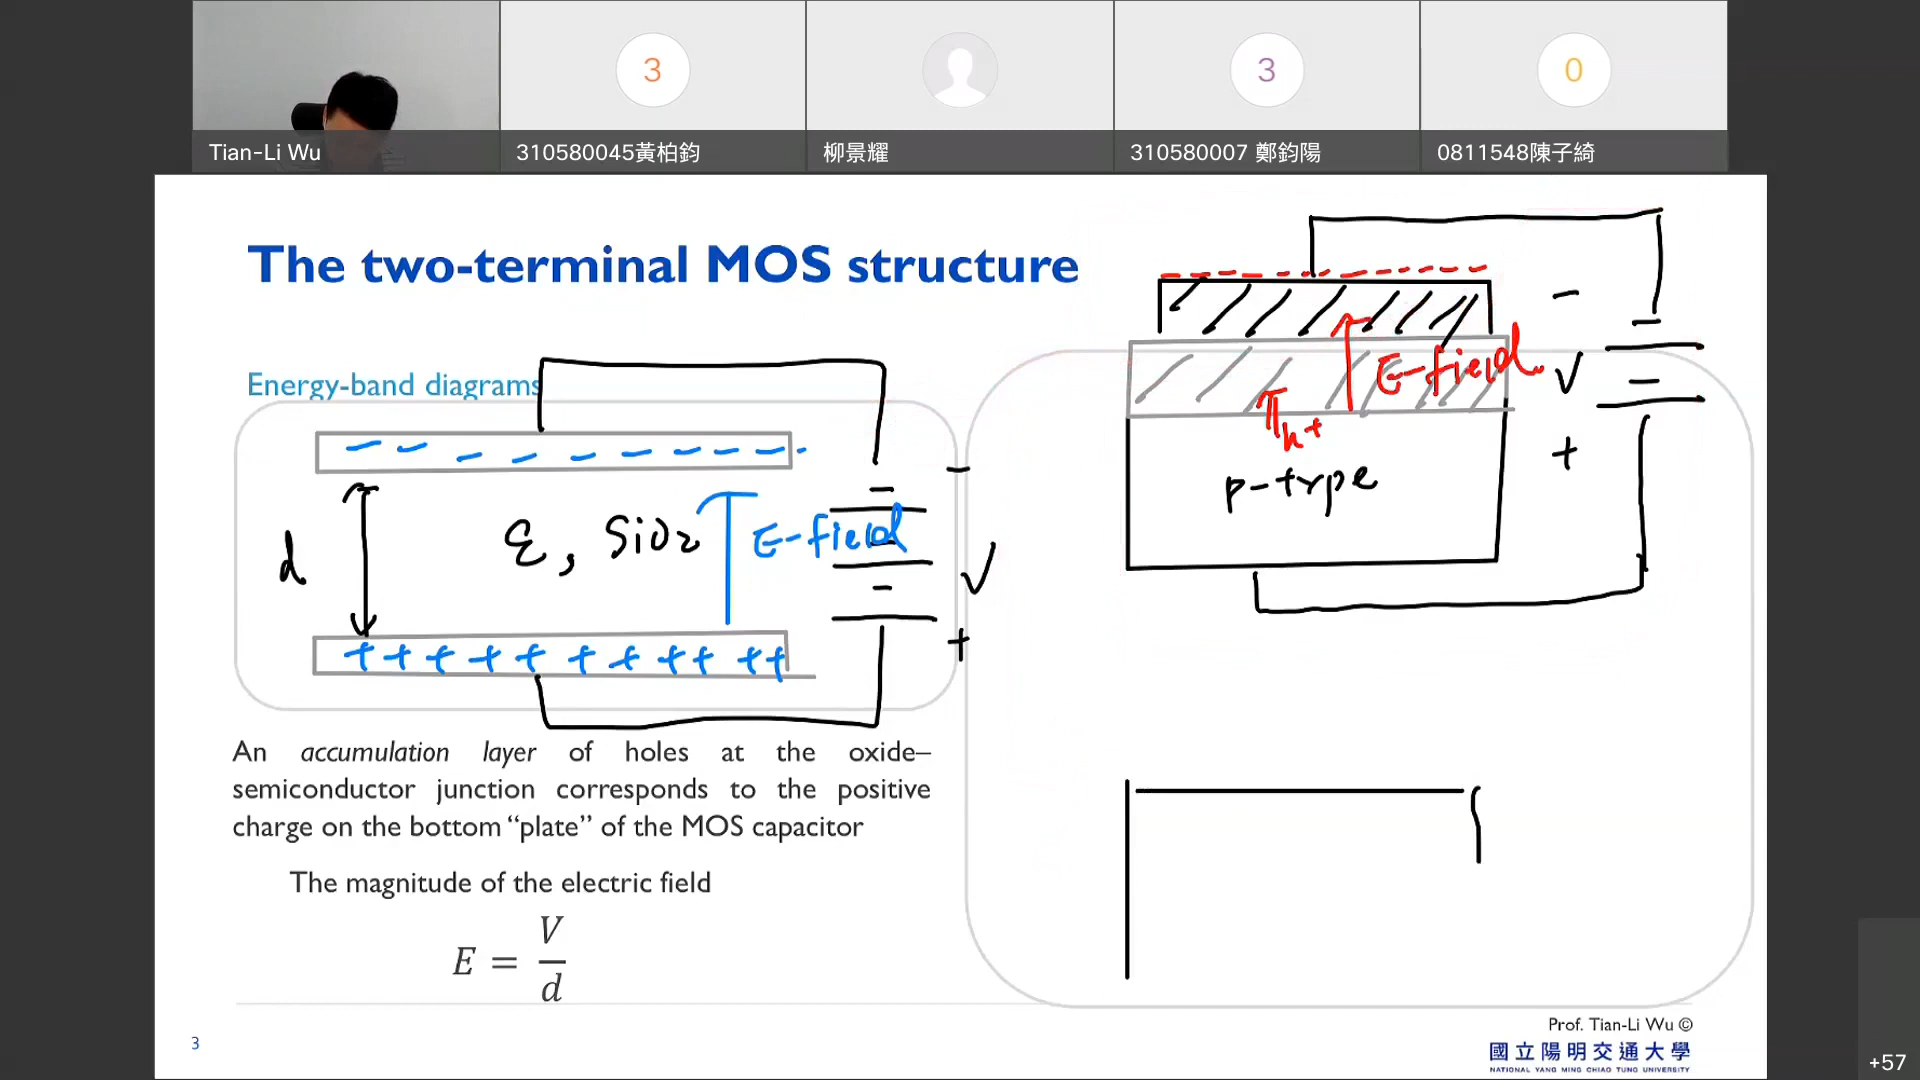 3
3
0
Tian-Li Wu
310580045黃柏鈞
柳景耀
310580007 鄭鈞陽
0811548陳子綺
The two-terminal MOS structure
Energy-band diagrams
- - - - - - - - -
d
ε, SiO2
E-field
-
V
+
+ + + + + + + + + + +
E-field
h+
p-type
-
V
+
An accumulation layer of holes at the oxide–
semiconductor junction corresponds to the positive
charge on the bottom “plate” of the MOS capacitor
The magnitude of the electric field
E = V/d
3
Prof. Tian-Li Wu ©
國立陽明交通大學
NATIONAL YANG MING CHIAO TUNG UNIVERSITY
+57